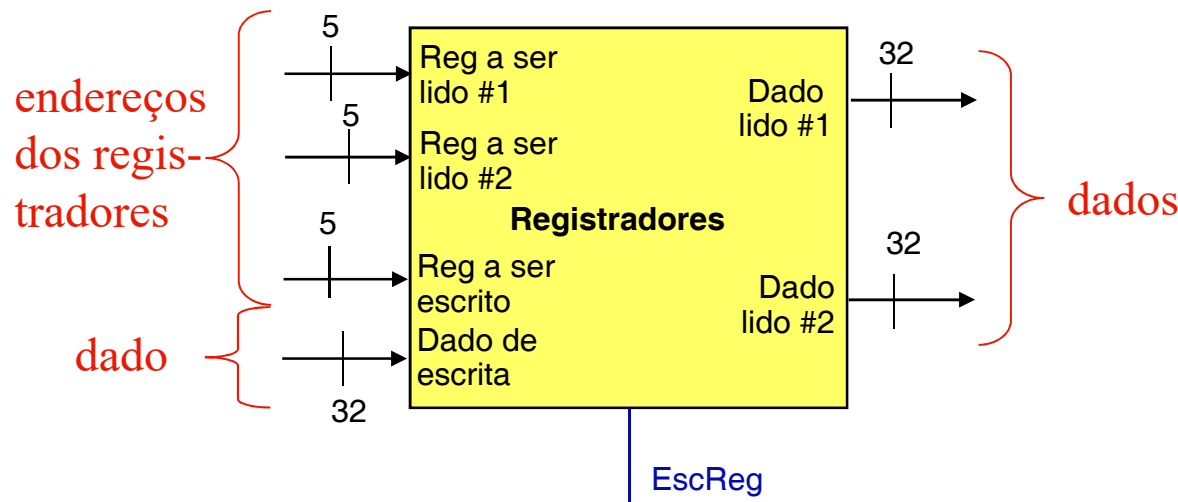 endereços
dos regis-
tradores
dado
5
5
5
32
Reg a ser
lido #1
Reg a ser
lido #2
Registradores
Reg a ser
escrito
Dado de
escrita
Dado
lido #1
Dado
lido #2
32
32
dados
EscReg